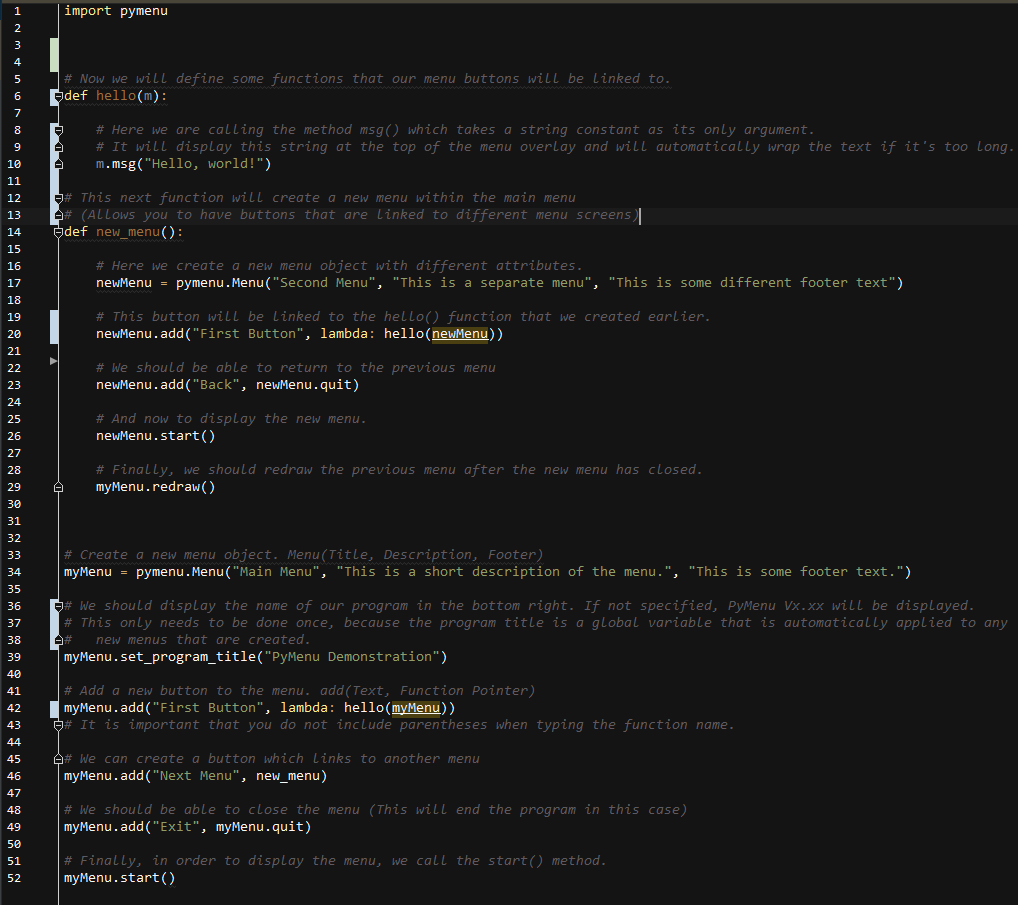 1 import pymenu
2
3
4
5 # Now we will define some functions that our menu buttons will be linked to.
6 def hello(m):
7
8     # Here we are calling the method msg() which takes a string constant as its only argument.
9     # It will display this string at the top of the menu overlay and will automatically wrap the text if it's too long.
10     m.msg("Hello, world!")
11
12 # This next function will create a new menu within the main menu
13 # (Allows you to have buttons that are linked to different menu screens)
14 def new_menu():
15
16     # Here we create a new menu object with different attributes.
17     newMenu = pymenu.Menu("Second Menu", "This is a separate menu", "This is some different footer text")
18
19     # This button will be linked to the hello() function that we created earlier.
20     newMenu.add("First Button", lambda: hello(newMenu))
21
22     # We should be able to return to the previous menu
23     newMenu.add("Back", newMenu.quit)
24
25     # And now to display the new menu.
26     newMenu.start()
27
28     # Finally, we should redraw the previous menu after the new menu has closed.
29     myMenu.redraw()
30
31
32
33 # Create a new menu object. Menu(Title, Description, Footer)
34 myMenu = pymenu.Menu("Main Menu", "This is a short description of the menu.", "This is some footer text.")
35
36 # We should display the name of our program in the bottom right. If not specified, PyMenu Vx.xx will be displayed.
37 # This only needs to be done once, because the program title is a global variable that is automatically applied to any
38 #   new menus that are created.
39 myMenu.set_program_title("PyMenu Demonstration")
40
41 # Add a new button to the menu. add(Text, Function Pointer)
42 myMenu.add("First Button", lambda: hello(myMenu))
43 # It is important that you do not include parentheses when typing the function name.
44
45 # We can create a button which links to another menu
46 myMenu.add("Next Menu", new_menu)
47
48 # We should be able to close the menu (This will end the program in this case)
49 myMenu.add("Exit", myMenu.quit)
50
51 # Finally, in order to display the menu, we call the start() method.
52 myMenu.start()